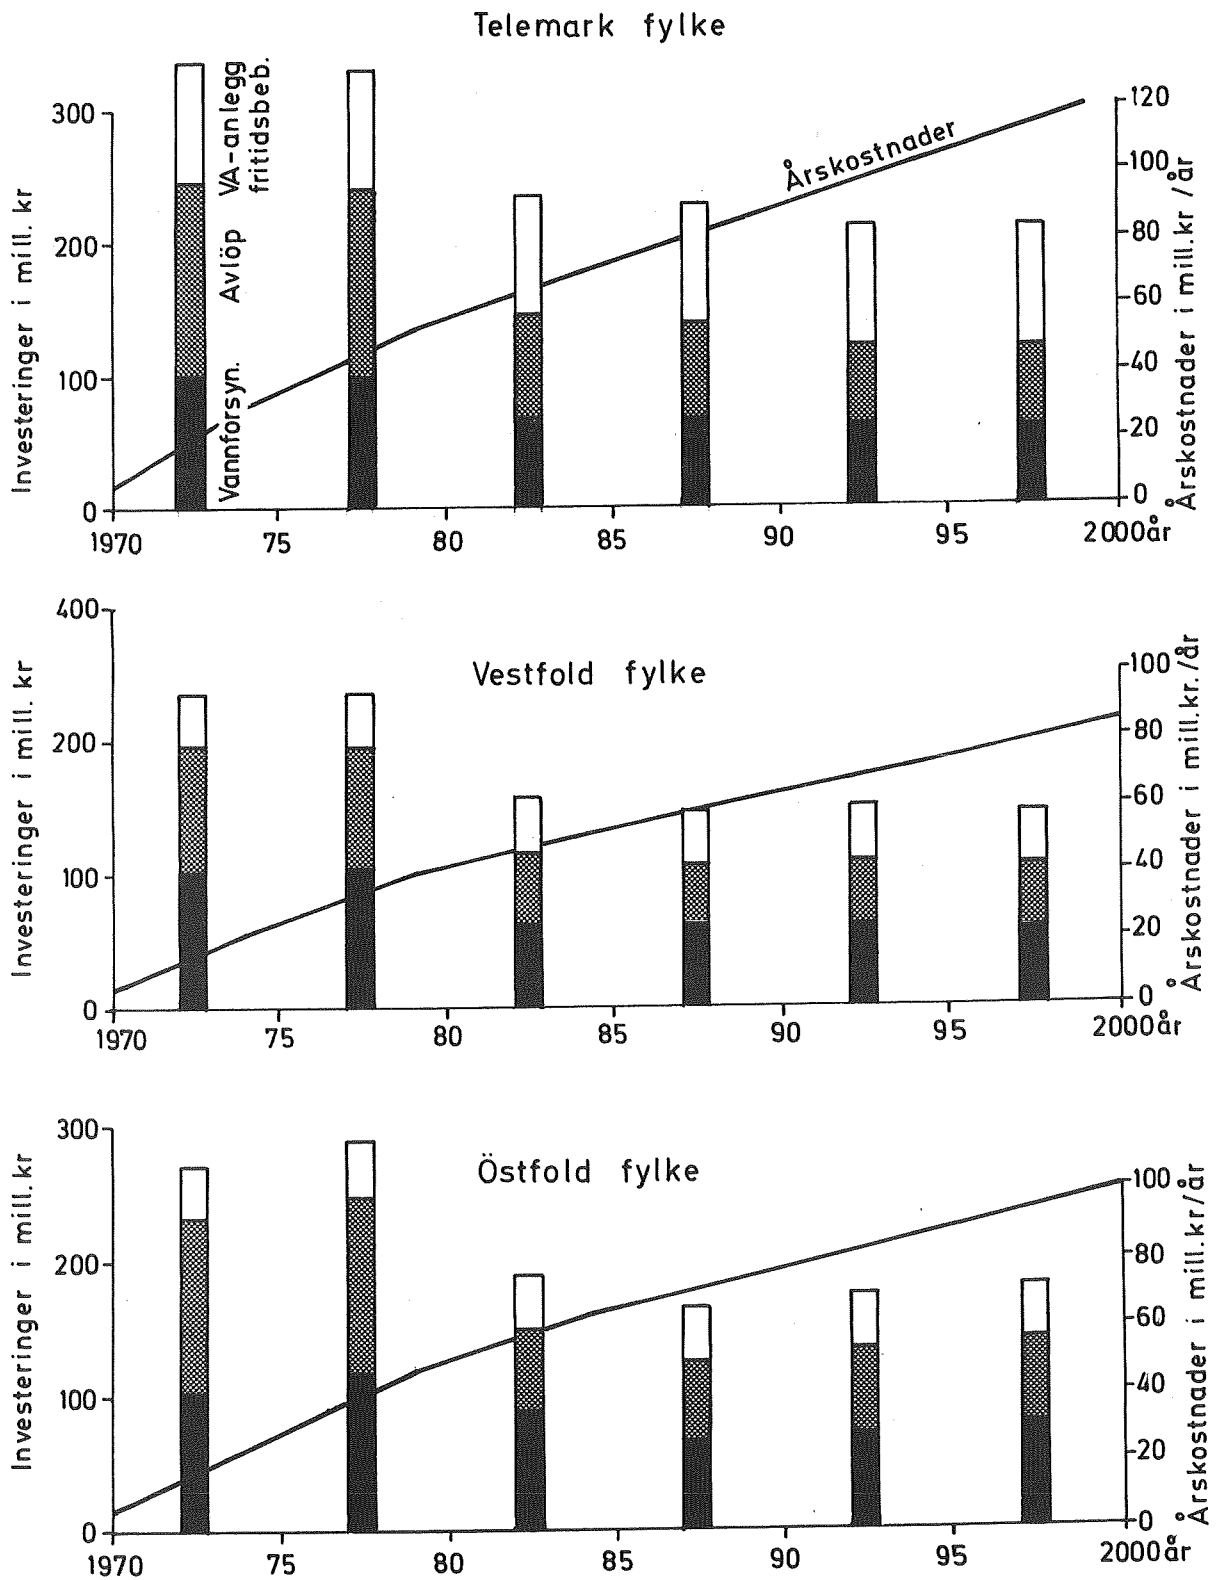 Telemark fylke
Investeringer i mill. kr
300
200
100
0
Vannforsyn. Avlöp VA-anlegg
fritidsbeb.
Årskostnader
120
100
80
60
40
20
0
Årskostnader i mill.kr /år
1970 75 80 85 90 95 2000år
Vestfold fylke
Investeringer i mill. kr
400
200
100
0
100
80
60
40
20
0
Årskostnader i mill.kr./år
1970 75 80 85 90 95 2000år
Östfold fylke
Investeringer i mill.kr
300
200
100
0
100
80
60
40
20
0
Årskostnader i mill.kr/år
1970 75 80 85 90 95 2000år